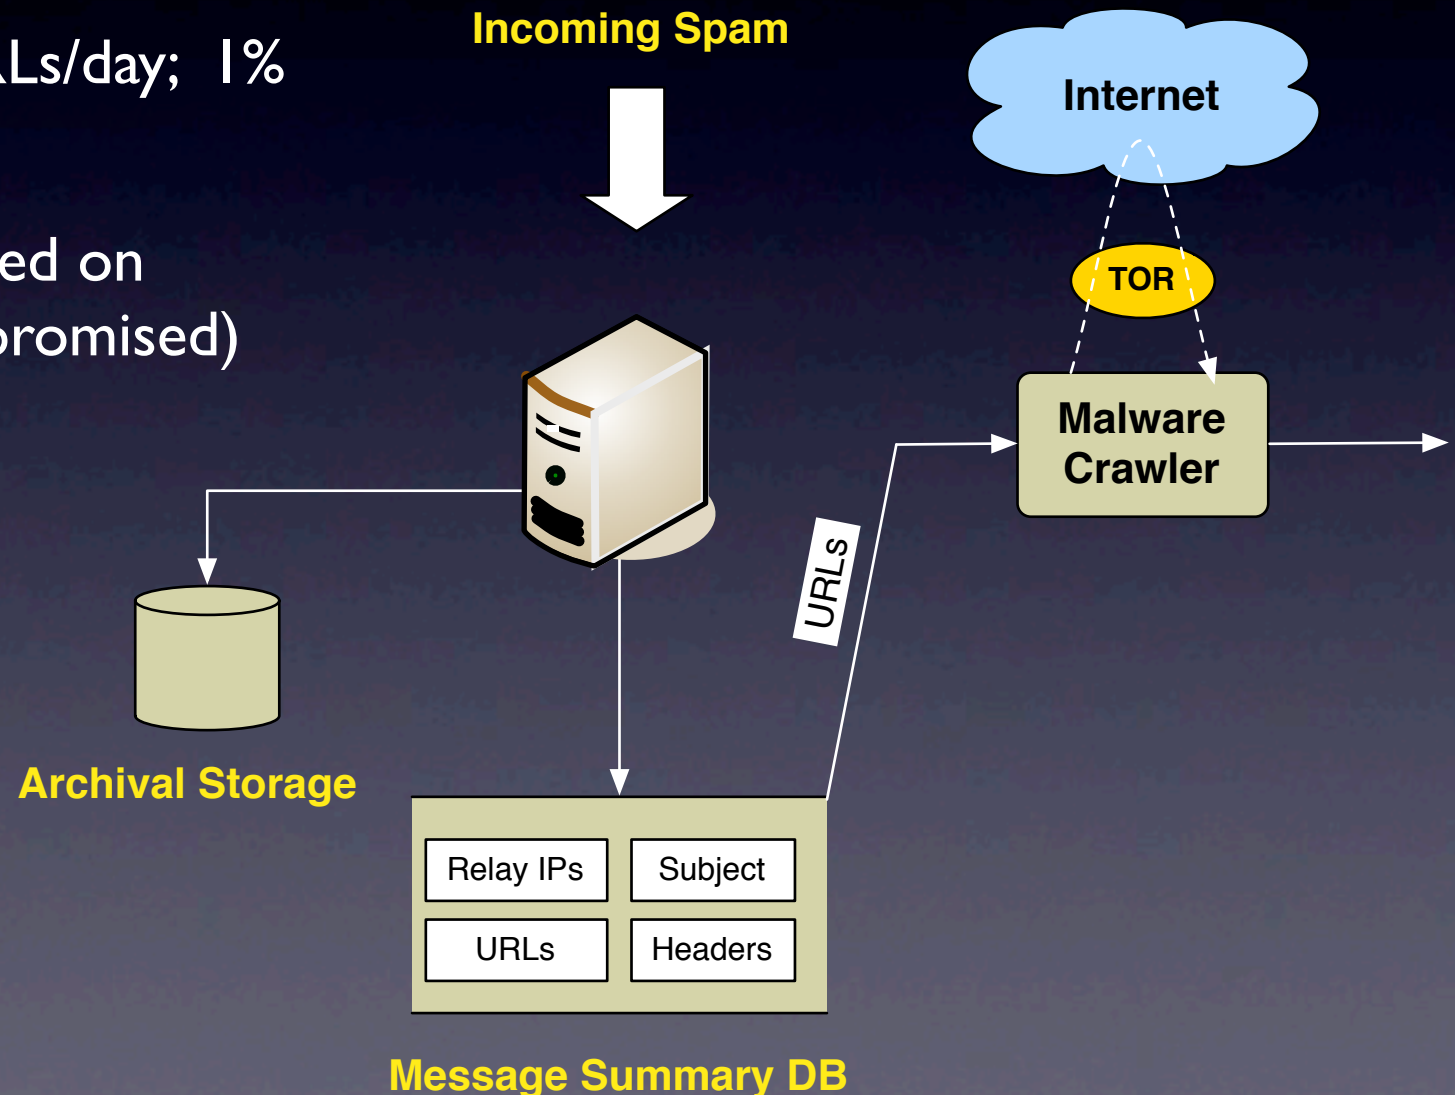 Ls/day; 1%
ed on
promised)
Incoming Spam
Internet
TOR
Malware
Crawler
URLs
Archival Storage
Relay IPs
Subject
URLs
Headers
Message Summary DB